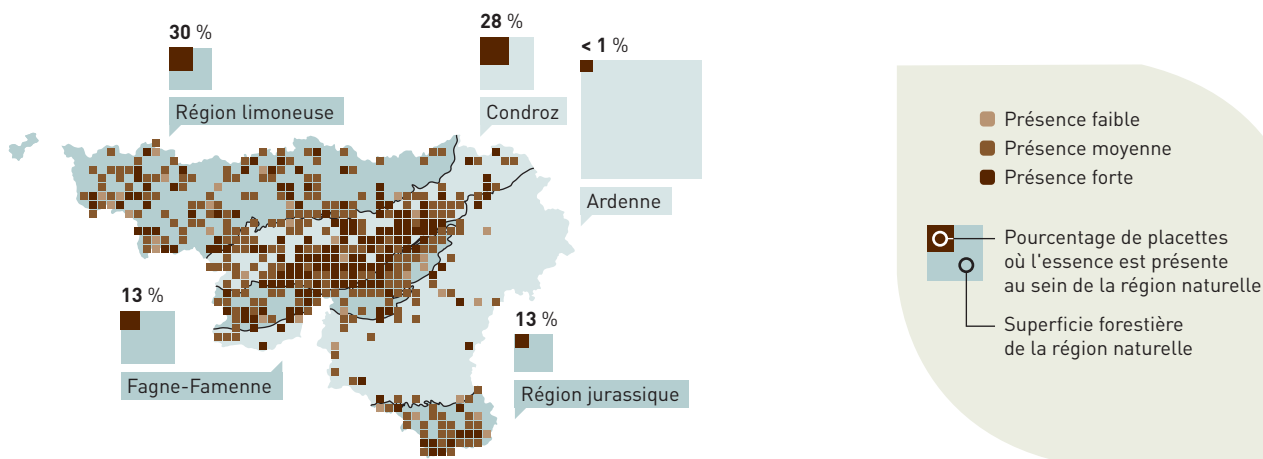 30 %
Région limoneuse
28 %
Condroz
< 1 %
Ardenne
13 %
Fagne-Famenne
13 %
Région jurassique
Présence faible
Présence moyenne
Présence forte
Pourcentage de placettes
où l'essence est présente
au sein de la région naturelle
Superficie forestière
de la région naturelle